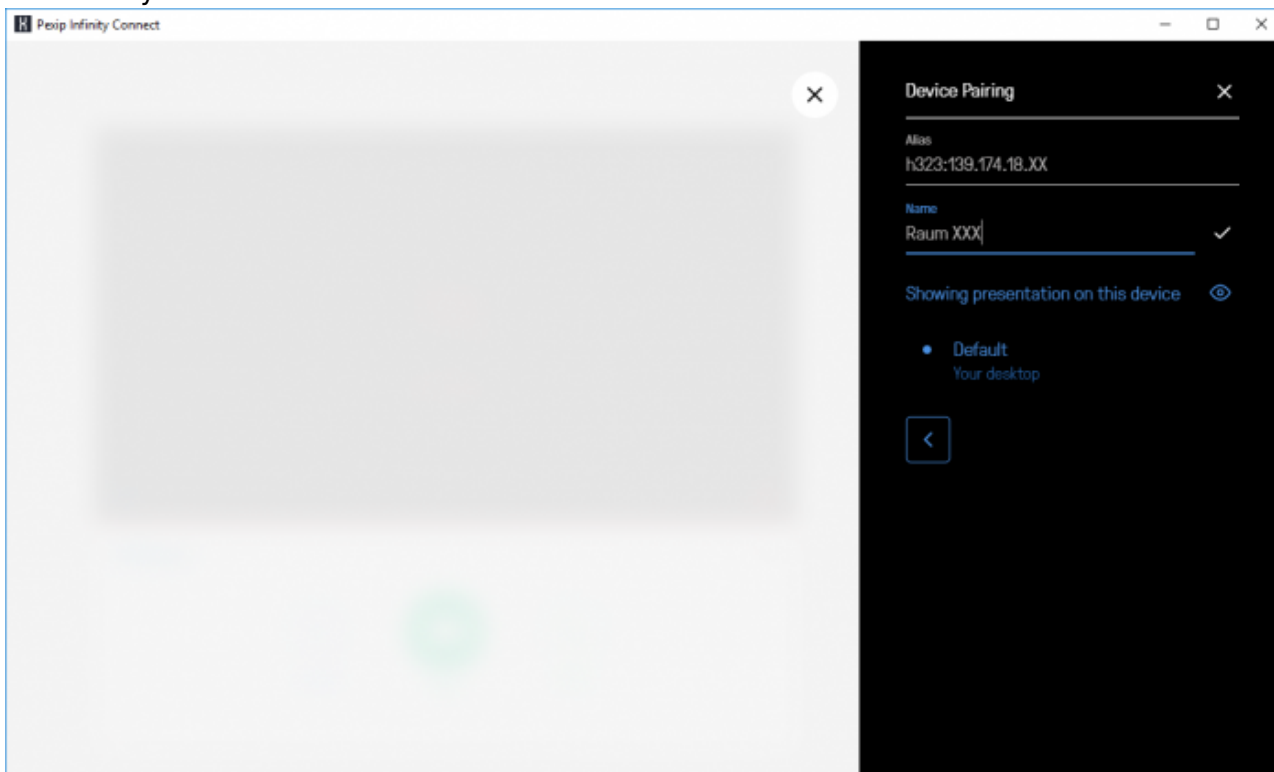 Pexip Infinity Connect
Device Pairing
Alias
h323:139.174.18.XX
Name
Raum XXX
Showing presentation on this device
Default
Your desktop